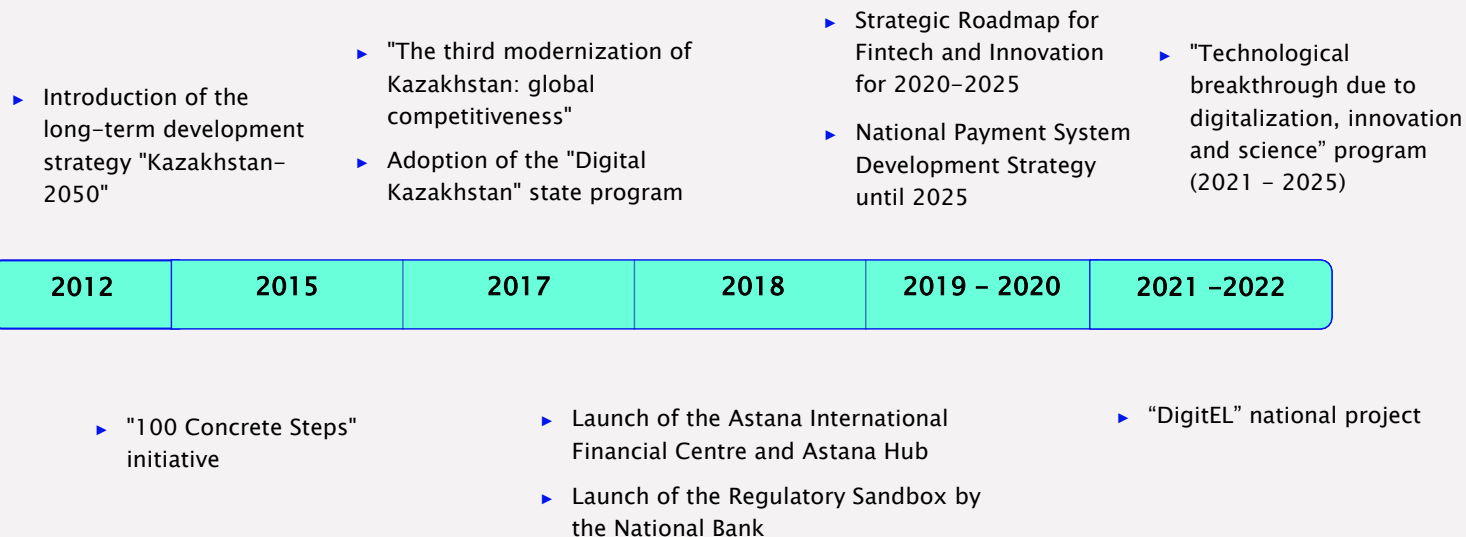 ► Introduction of the
long-term development
strategy "Kazakhstan-
2050"
► "The third modernization of
Kazakhstan: global
competitiveness"
► Adoption of the "Digital
Kazakhstan" state program
► Strategic Roadmap for
Fintech and Innovation
for 2020-2025
► National Payment System
Development Strategy
until 2025
► "Technological
breakthrough due to
digitalization, innovation
and science” program
(2021 - 2025)
2012 2015 2017 2018 2019 - 2020 2021 -2022
► "100 Concrete Steps"
initiative
► Launch of the Astana International
Financial Centre and Astana Hub
► Launch of the Regulatory Sandbox by
the National Bank
► “DigitEL” national project